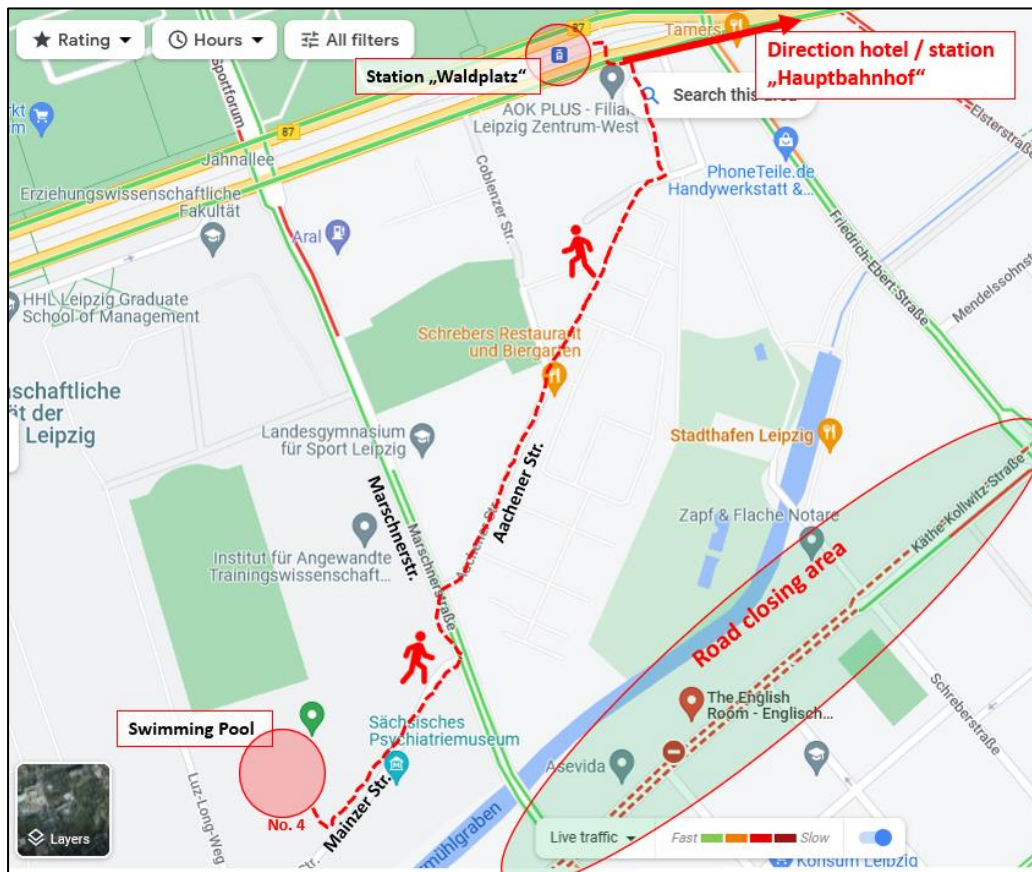 Rating
Hours
All filters
87
Tamers
Direction hotel / station
„Hauptbahnhof“
Station „Waldplatz“
Sportforum
AOK PLUS - Filiale
Leipzig Zentrum-West
Search this area
87
Jahnallee
Elsterstraße
Erziehungswissenschaftliche
Fakultät
Coblenzer Str.
PhoneTeile.de
Handywerkstatt &...
Aral
Friedrich-Ebert-Straße
Mendelssohnst
HHL Leipzig Graduate
School of Management
Schrebers Restaurant
und Biergarten
Leipzig
Landesgymnasium
für Sport Leipzig
Stadthafen Leipzig
Aachener Str.
Aachener Str.
Marschnerstr.
Marschnerstraße
Zapf & Flache Notare
Käthe-Kollwitz-Straße
Institut für Angewandte
Trainingswissenschaft...
Road closing area
The English
Room - Englisch...
Schreberstraße
Swimming Pool
Sächsisches
Psychiatriemuseum
Asevida
Mainzer Str.
Luz-Long-Weg
No. 4
Layers
Live traffic
Fast
Slow
Konsum Leipzig